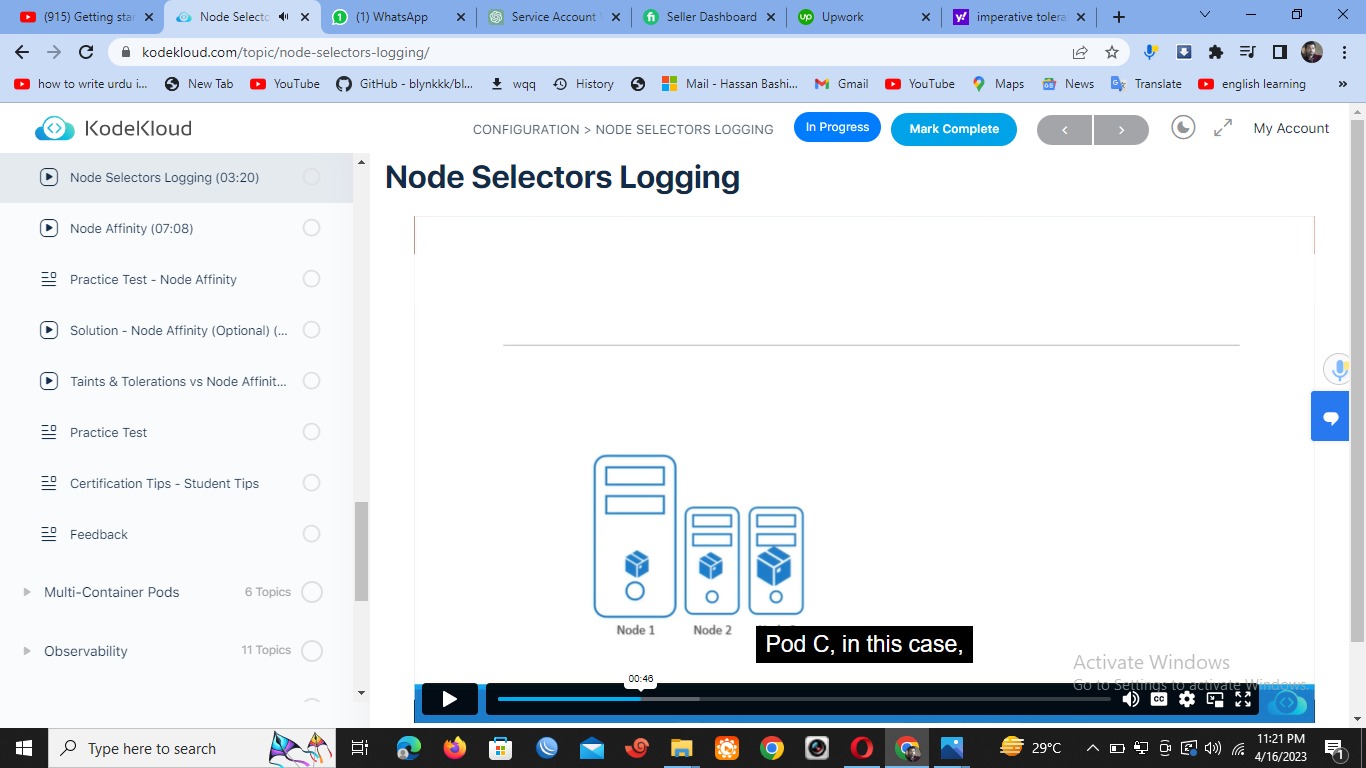 (915) Getting star
Node Selecto
(1) WhatsApp
Service Account
Seller Dashboard
Upwork
imperative tolera
kodekloud.com/topic/node-selectors-logging/
how to write urdu i...
New Tab
YouTube
GitHub - blynkkk/bl...
wqq
History
Mail - Hassan Bashi...
Gmail
YouTube
Maps
News
Translate
english learning
KodeKloud
CONFIGURATION > NODE SELECTORS LOGGING
In Progress
Mark Complete
My Account
Node Selectors Logging (03:20)
Node Affinity (07:08)
Practice Test - Node Affinity
Solution - Node Affinity (Optional) (...
Taints & Tolerations vs Node Affinit...
Practice Test
Certification Tips - Student Tips
Feedback
Multi-Container Pods
6 Topics
Observability
11 Topics
Node Selectors Logging
Node 1
Node 2
Pod C, in this case,
00:46
CC
Activate Windows
Go to Settings to activate Windows.
Type here to search
29°C
11:21 PM
4/16/2023
1